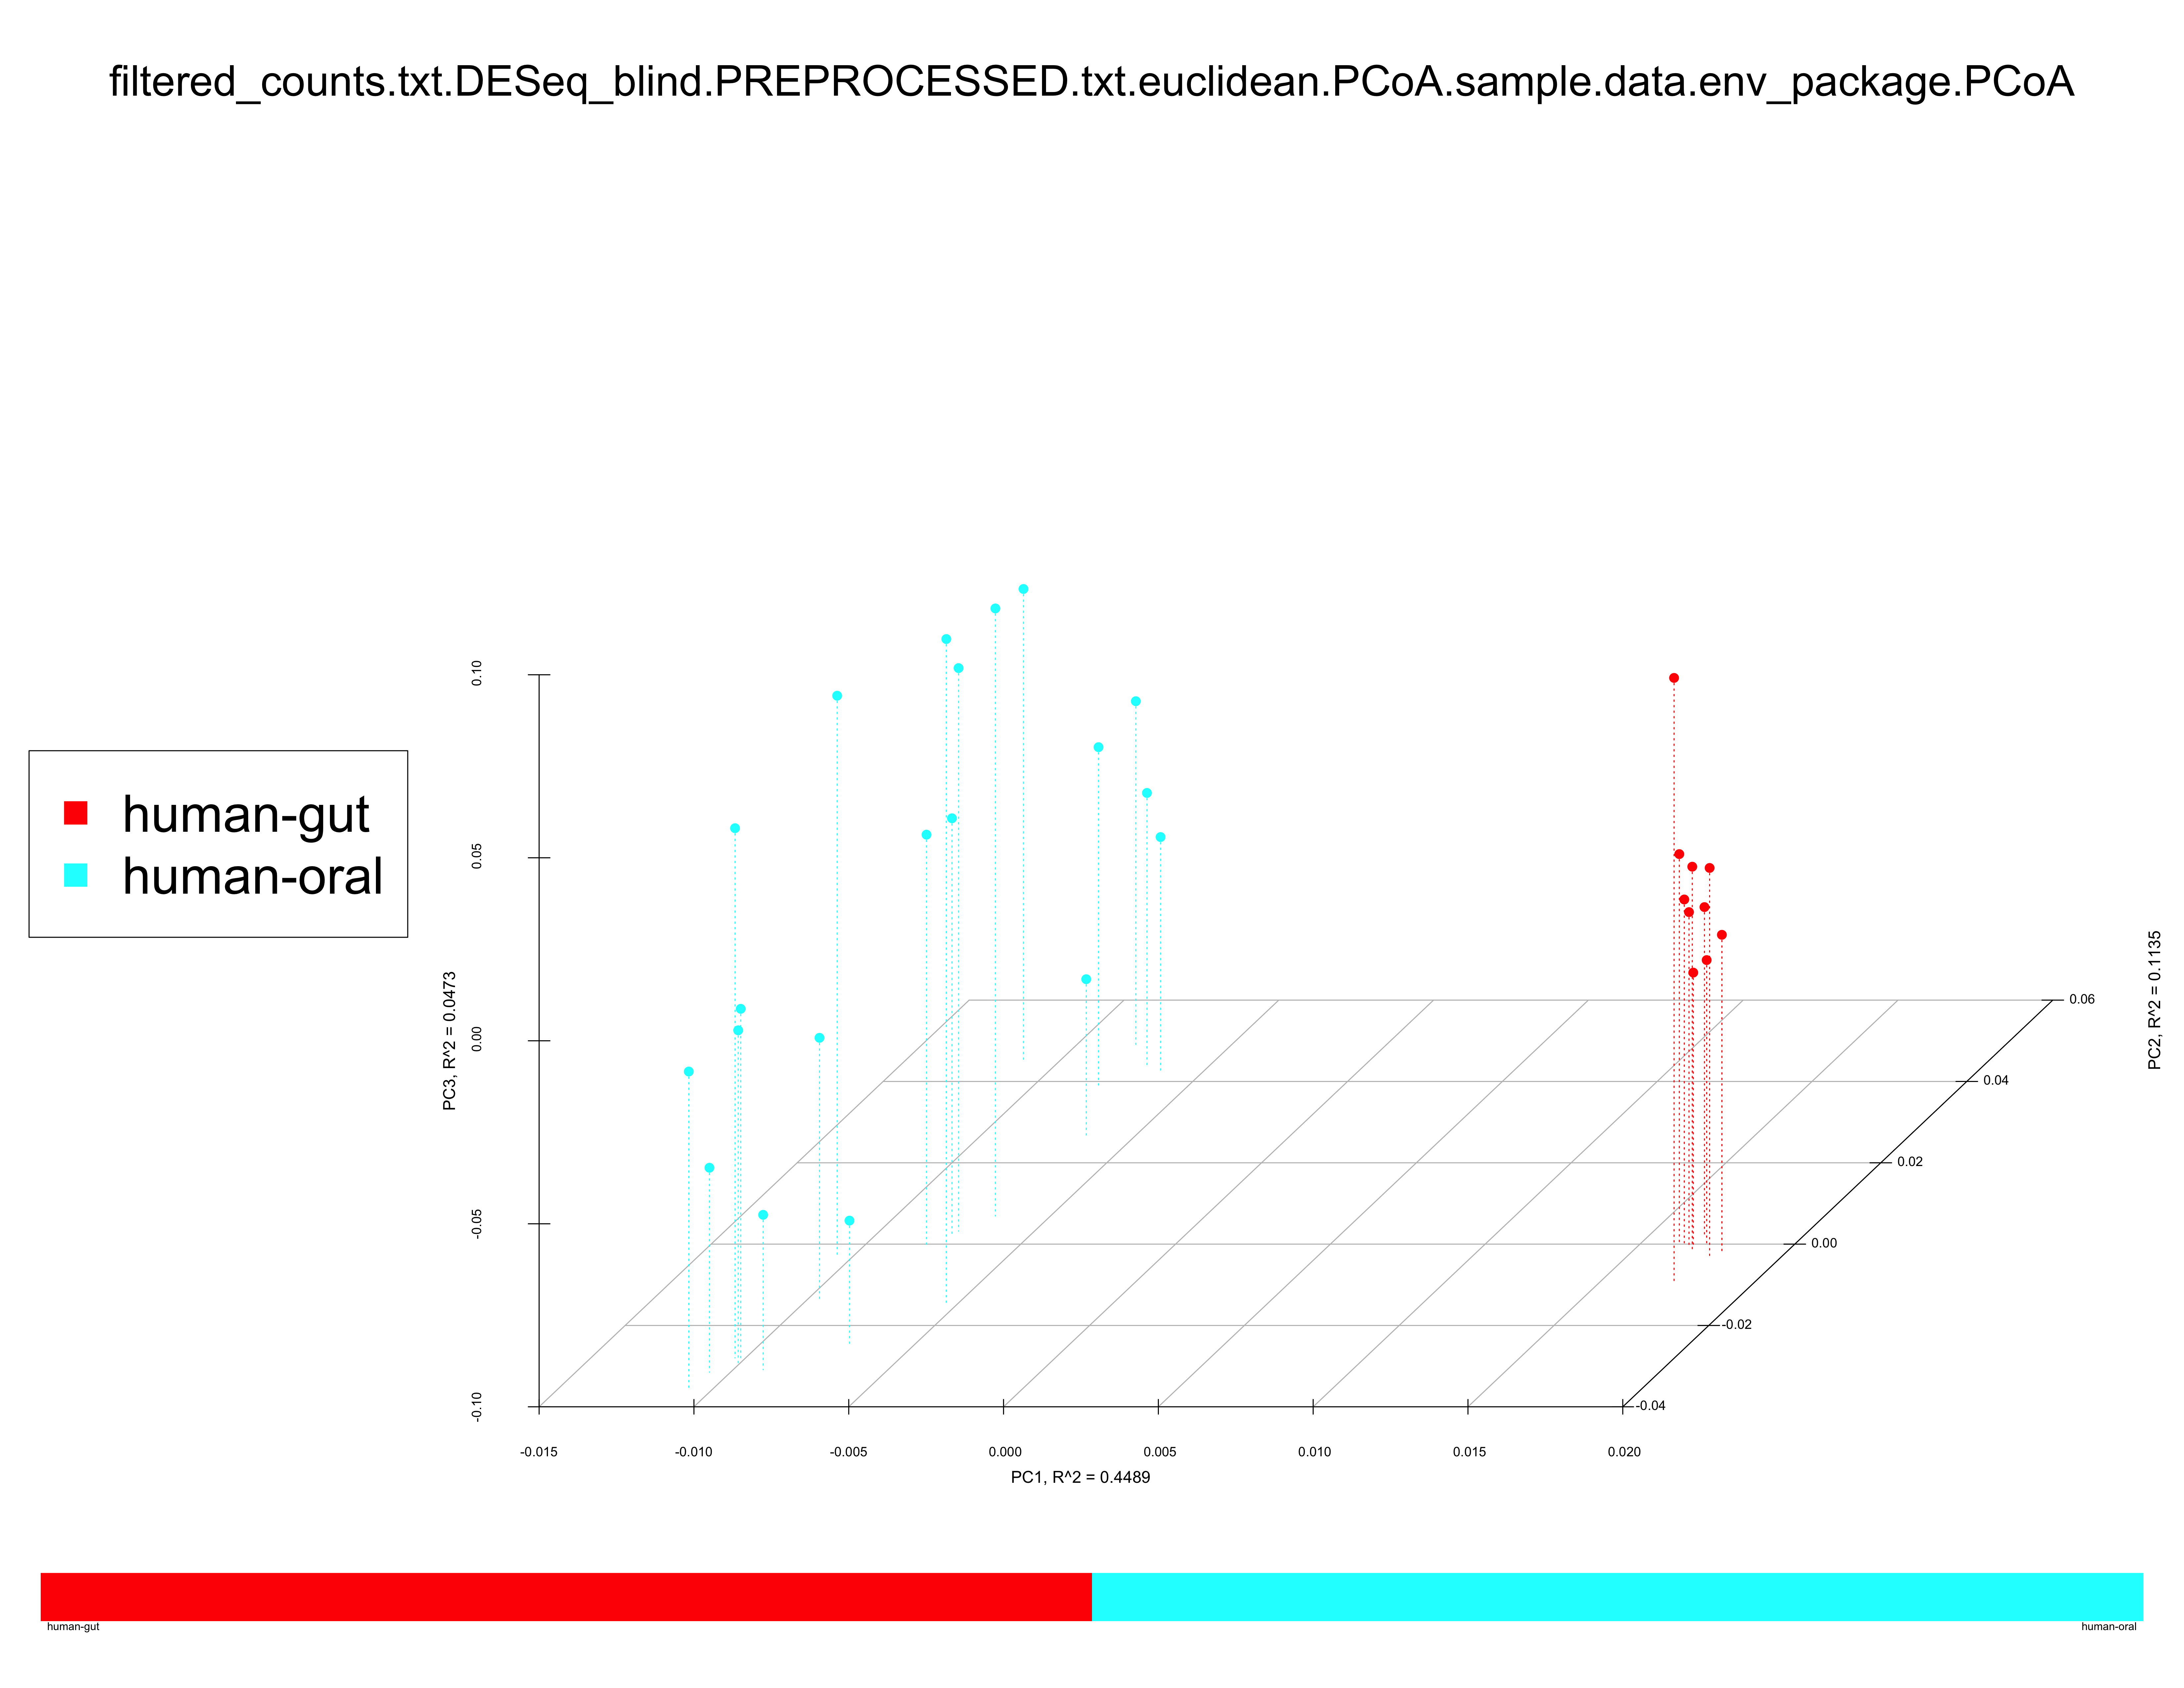 filtered_counts.txt.DESeq_blind.PREPROCESSED.txt.euclidean.PCoA.sample.data.env_package.PCoA
human-gut
human-oral
PC3, R^2 = 0.0473
0.10
0.05
0.00
-0.05
-0.10
PC2, R^2 = 0.1135
0.06
0.04
0.02
0.00
-0.02
-0.04
-0.015 -0.010 -0.005 0.000 0.005 0.010 0.015 0.020
PC1, R^2 = 0.4489
human-gut human-oral